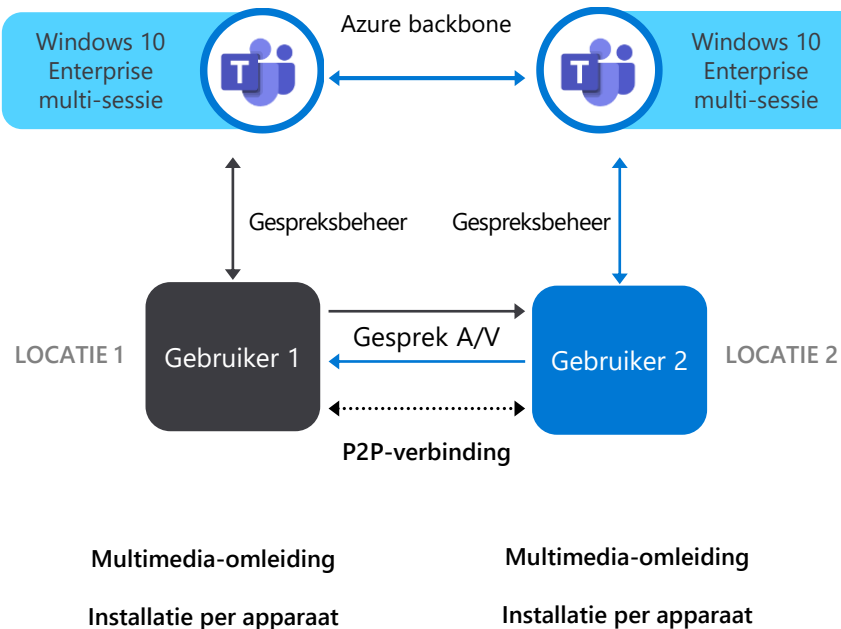 Azure backbone
Windows 10
Enterprise
multi-sessie
T
T
Windows 10
Enterprise
multi-sessie
Gespreksbeheer
Gespreksbeheer
LOCATIE 1
Gebruiker 1
Gesprek A/V
Gebruiker 2
LOCATIE 2
P2P-verbinding
Multimedia-omleiding
Multimedia-omleiding
Installatie per apparaat
Installatie per apparaat